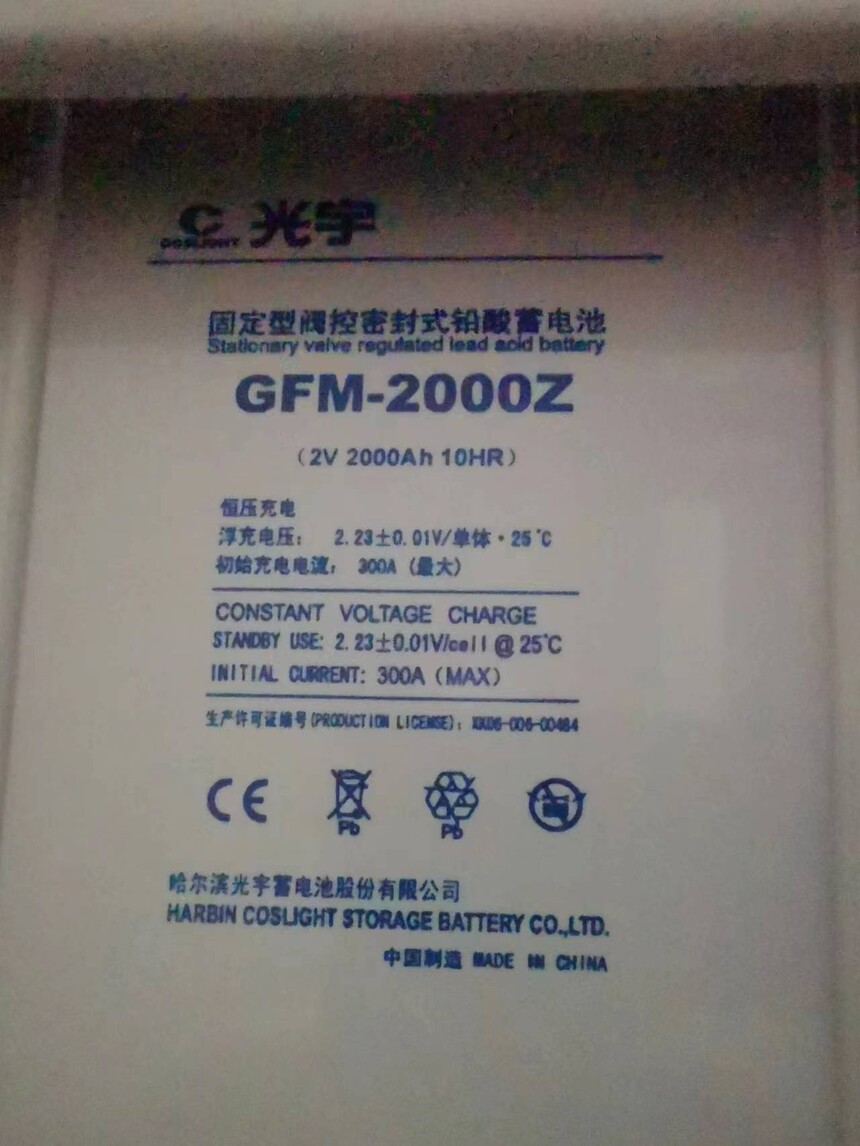 COSLIGHT 光宇
固定型阀控密封式铅酸蓄电池
Stationary valve regulated lead acid battery
GFM-2000Z
(2V 2000Ah 10HR)
恒压充电
浮充电压: 2.23±0.01V/单体·25℃
初始充电电流: 300A (最大)
CONSTANT VOLTAGE CHARGE
STANDBY USE: 2.23±0.01V/cell @ 25℃
INITIAL CURRENT: 300A (MAX)
生产许可证编号(PRODUCTION LICENSE): XK06-006-00484
CE Pb Pb
哈尔滨光宇蓄电池股份有限公司
HARBIN COSLIGHT STORAGE BATTERY CO.,LTD.
中国制造 MADE IN CHINA